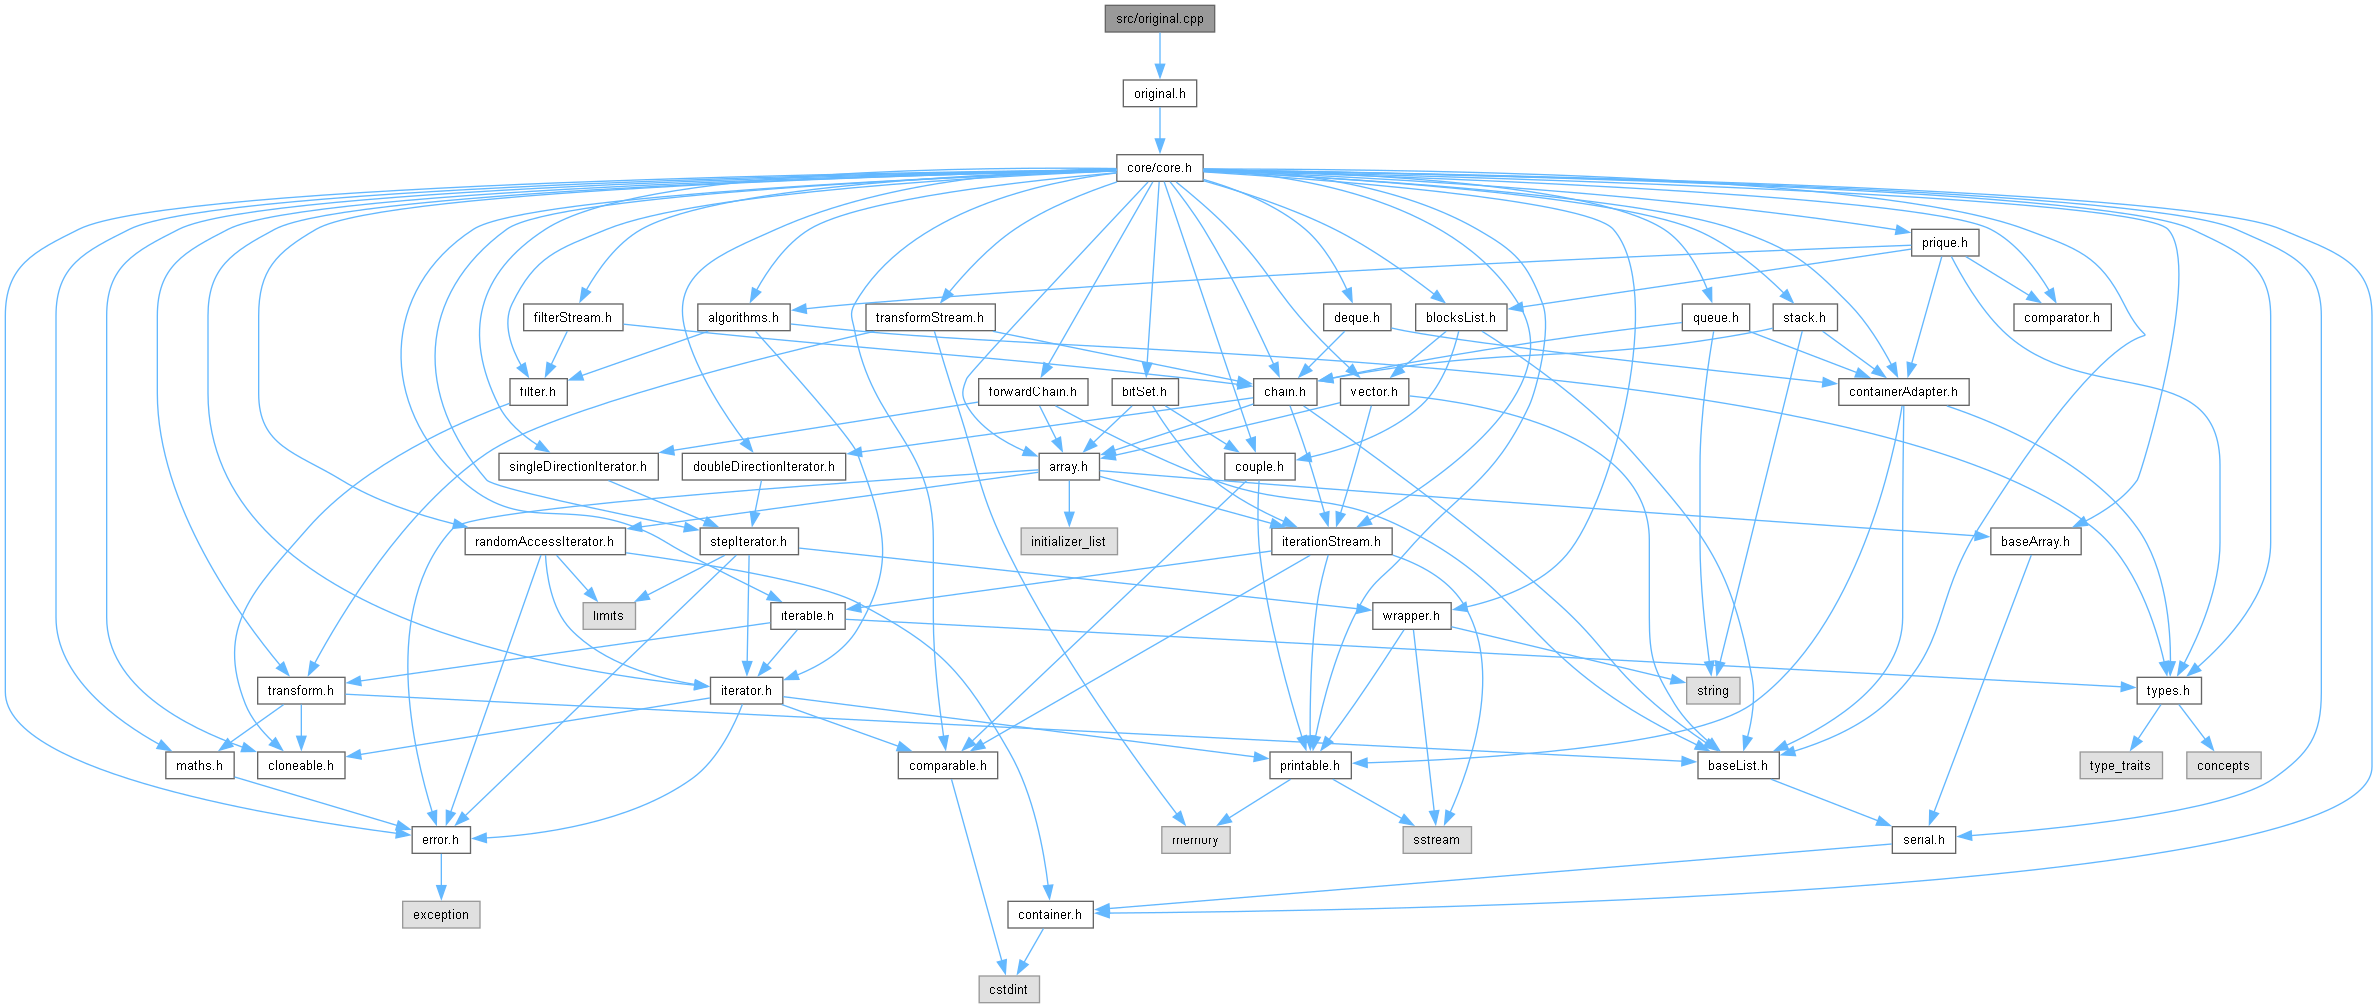 src/original.cpp
original.h
core/core.h
prique.h
filterStream.h
algorithms.h
transformStream.h
deque.h
blocksList.h
queue.h
stack.h
comparator.h
filter.h
forwardChain.h
bitSet.h
chain.h
vector.h
containerAdapter.h
singleDirectionIterator.h
doubleDirectionIterator.h
array.h
couple.h
randomAccessIterator.h
stepIterator.h
initializer_list
iterationStream.h
baseArray.h
limits
iterable.h
wrapper.h
transform.h
iterator.h
string
types.h
maths.h
cloneable.h
comparable.h
printable.h
baseList.h
type_traits
concepts
error.h
memory
sstream
serial.h
exception
container.h
cstdint